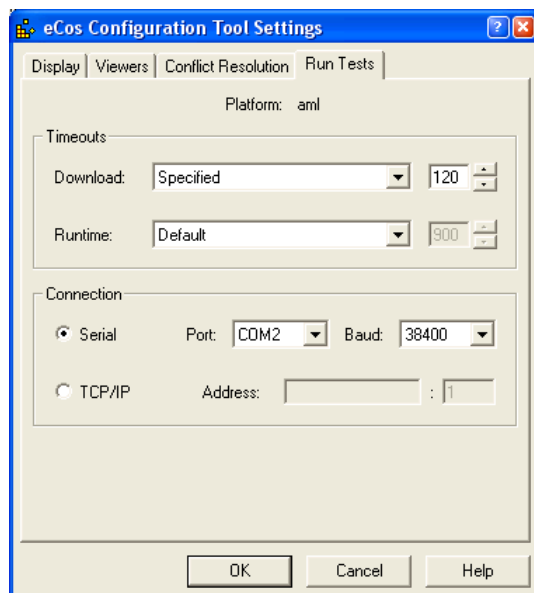 eCos Configuration Tool Settings
Display Viewers Conflict Resolution Run Tests
Platform: aml
Timeouts
Download: Specified 120
Runtime: Default 900
Connection
Serial Port: COM2 Baud: 38400
TCP/IP Address: : 1
OK Cancel Help